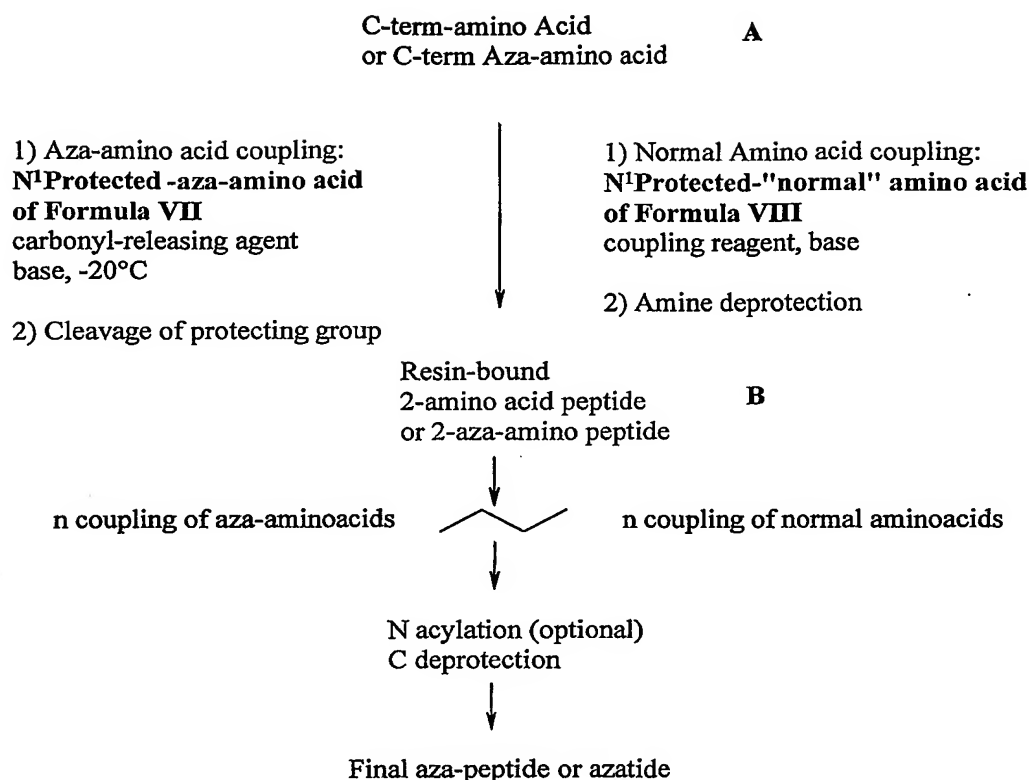 C-term-amino Acid
or C-term Aza-amino acid
A
1) Aza-amino acid coupling:
N¹Protected -aza-amino acid
of Formula VII
carbonyl-releasing agent
base, -20°C
2) Cleavage of protecting group
1) Normal Amino acid coupling:
N¹Protected-"normal" amino acid
of Formula VIII
coupling reagent, base
2) Amine deprotection
Resin-bound
2-amino acid peptide
or 2-aza-amino peptide
B
n coupling of aza-aminoacids
n coupling of normal aminoacids
N acylation (optional)
C deprotection
Final aza-peptide or azatide